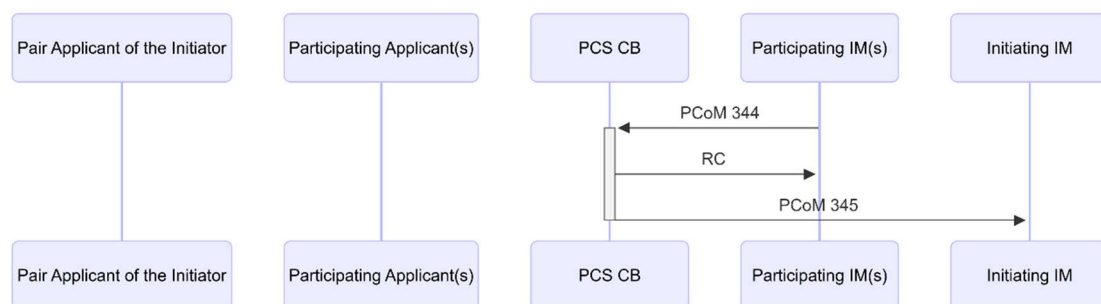 Pair Applicant of the Initiator
Participating Applicant(s)
PCS CB
Participating IM(s)
Initiating IM
PCoM 344
RC
PCoM 345
Pair Applicant of the Initiator
Participating Applicant(s)
PCS CB
Participating IM(s)
Initiating IM